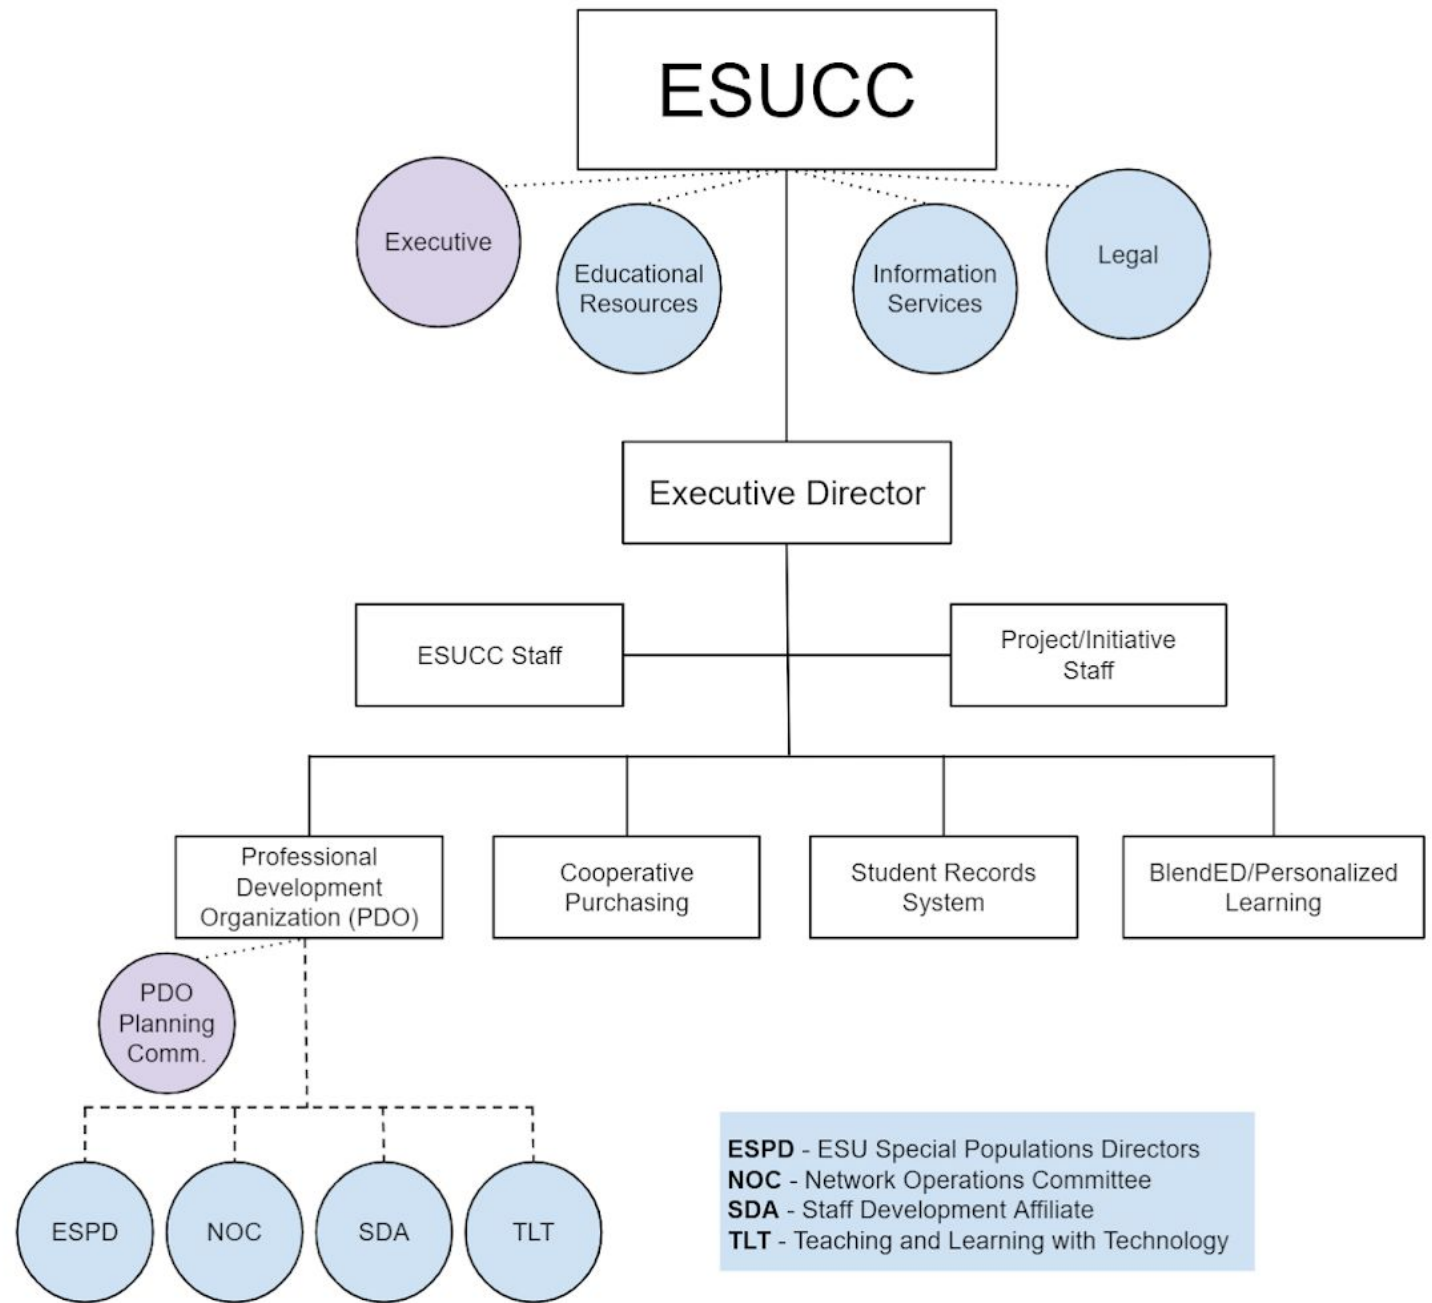 ESUCC
Executive
Educational
Resources
Information
Services
Legal
Executive Director
ESUCC Staff
Project/Initiative
Staff
Professional
Development
Organization (PDO)
Cooperative
Purchasing
Student Records
System
BlendED/Personalized
Learning
PDO
Planning
Comm.
ESPD
NOC
SDA
TLT
ESPD - ESU Special Populations Directors
NOC - Network Operations Committee
SDA - Staff Development Affiliate
TLT - Teaching and Learning with Technology